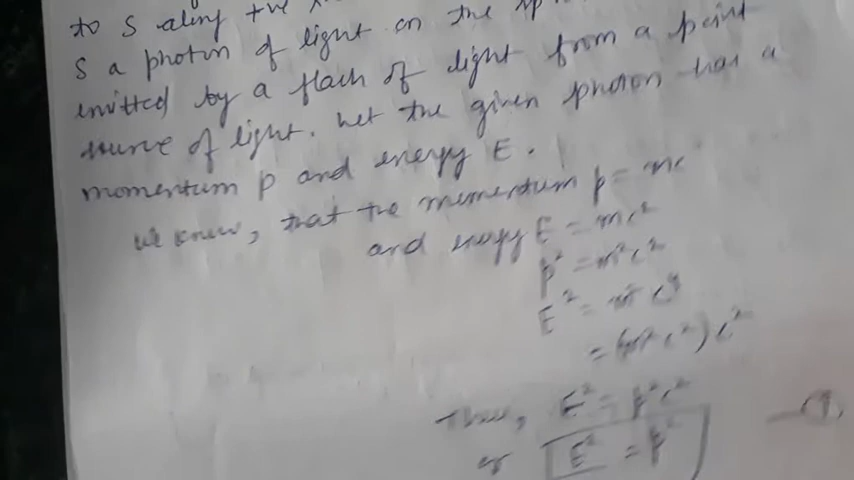 to S along +ve
S a photon of light on the
emitted by a flash of light from a point
source of light. Let the given photon has a
momentum p and energy E.
we know, that the momentum p = mc
and energy E = mc²
p² = m²c²
E² = m²c⁴
= (m²c²)c²
Thus, E² = p²c² — (1)
or E² = p²